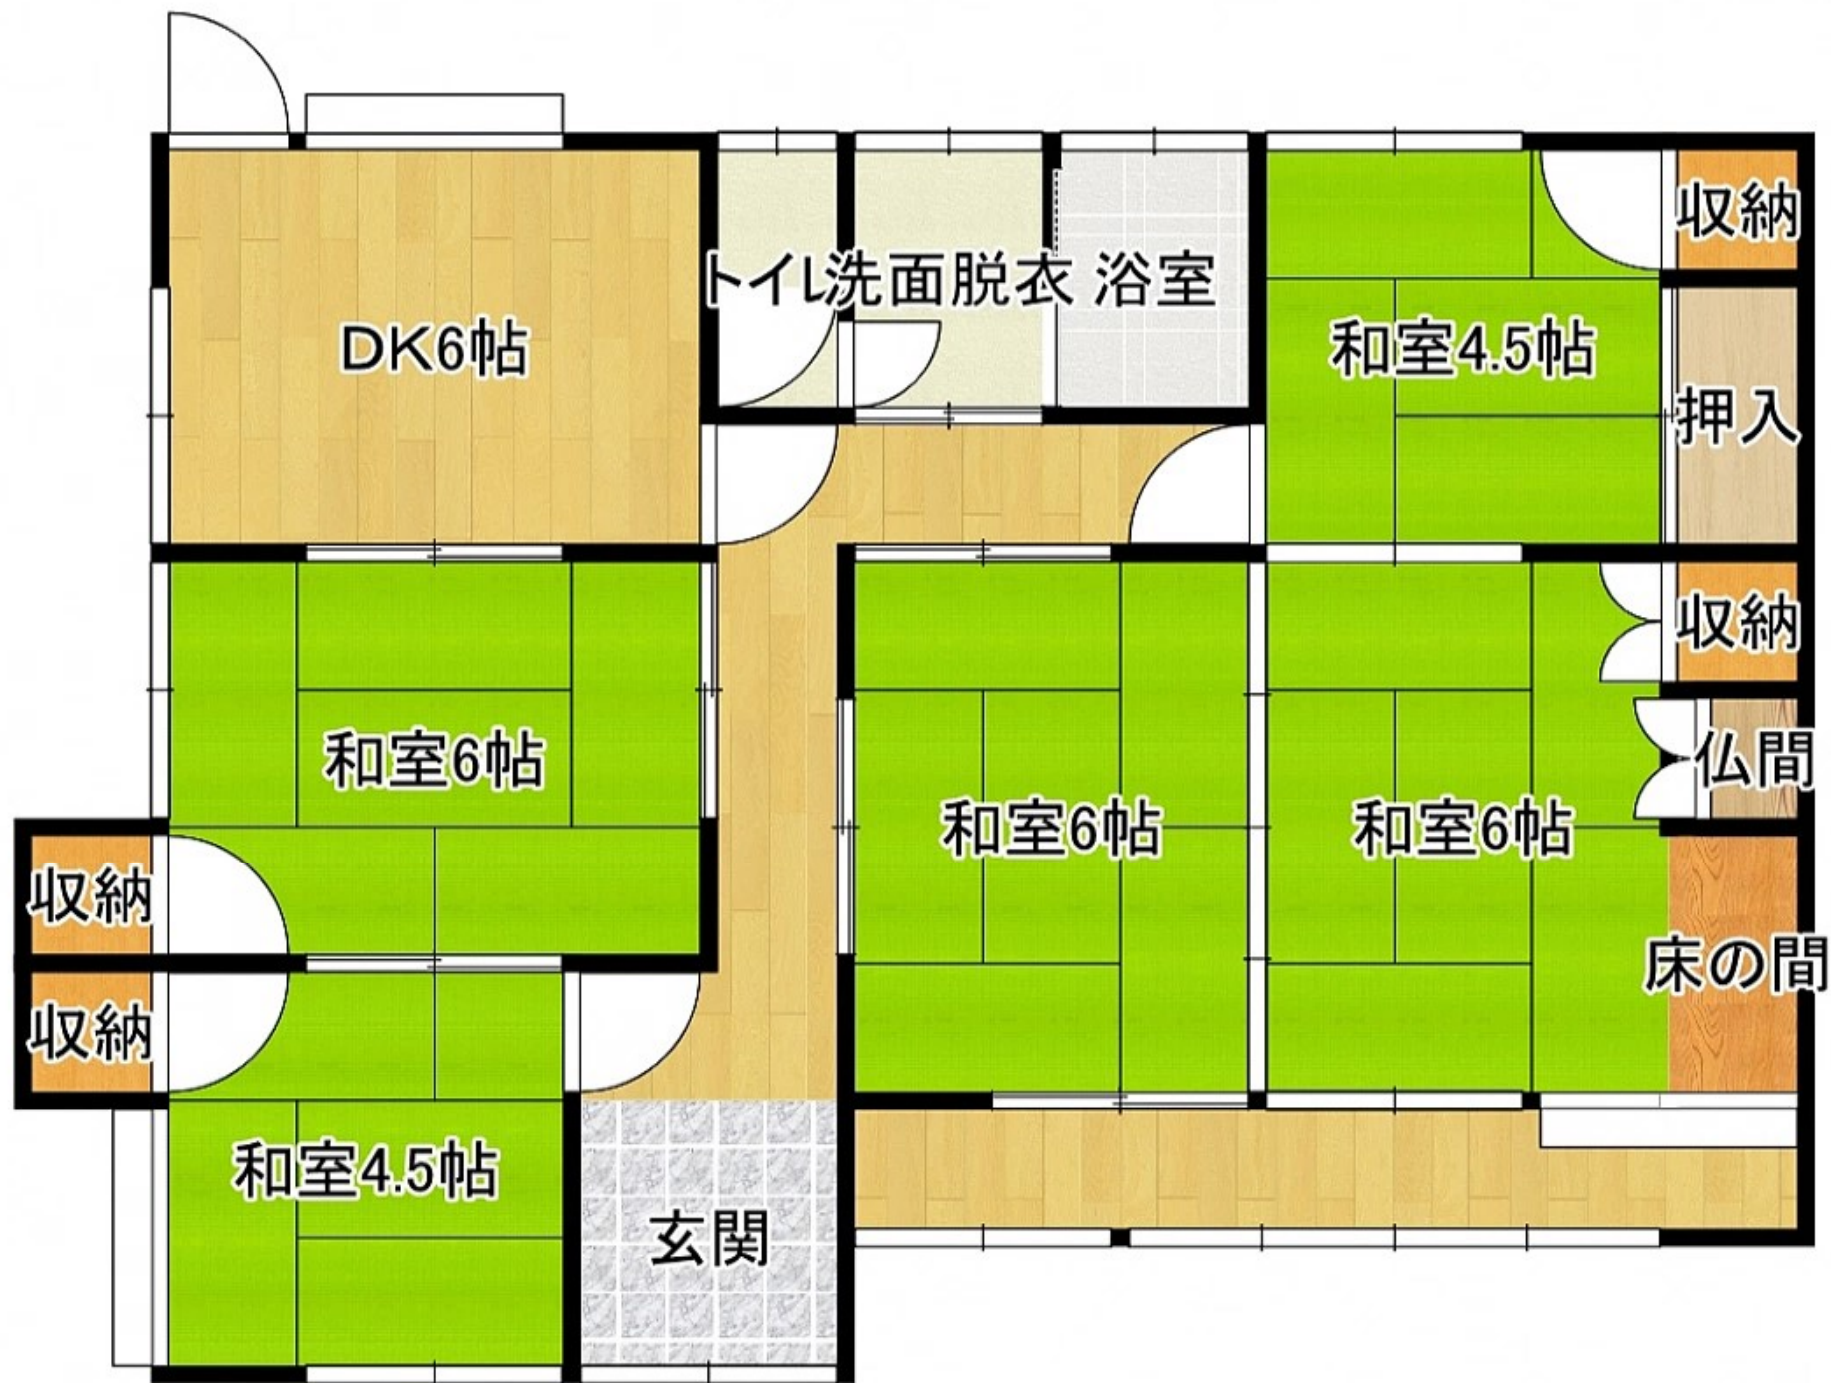 収納
トイレ
洗面脱衣
浴室
DK6帖
和室4.5帖
押入
収納
和室6帖
仏間
和室6帖
和室6帖
収納
床の間
収納
和室4.5帖
玄関